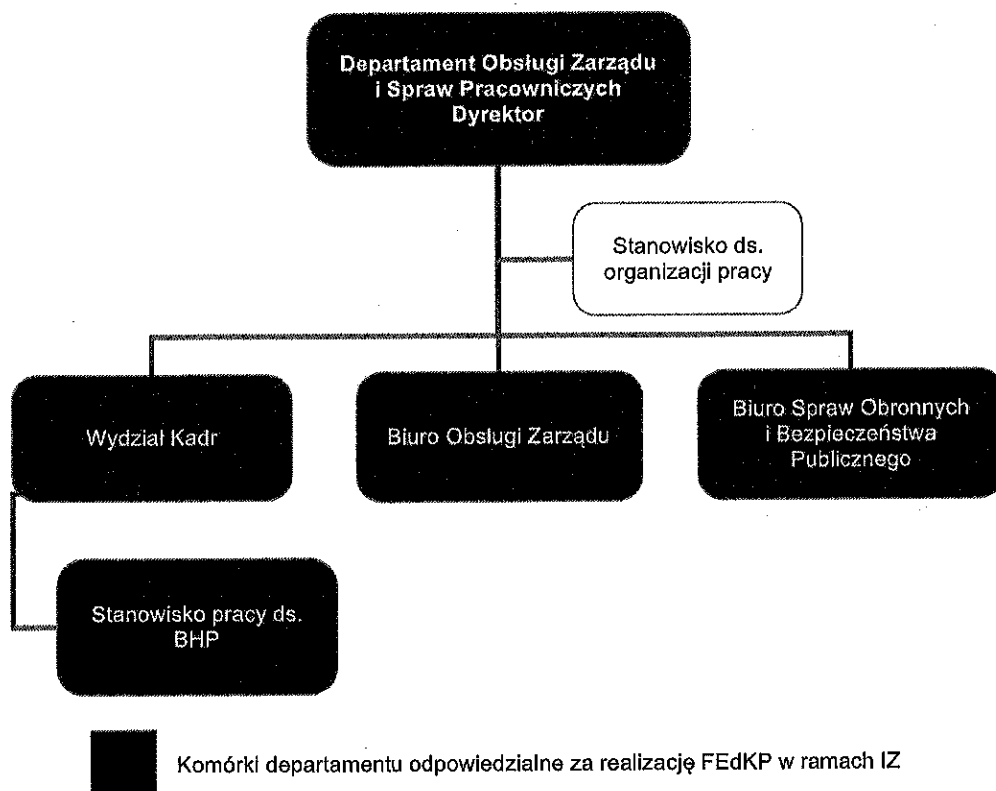 Departament Obsługi Zarządu
i Spraw Pracowniczych
Dyrektor
Stanowisko ds.
organizacji pracy
Wydział Kadr
Biuro Obsługi Zarządu
Biuro Spraw Obronnych
i Bezpieczeństwa
Publicznego
Stanowisko pracy ds.
BHP
Komórki departamentu odpowiedzialne za realizację FEdKP w ramach IZ